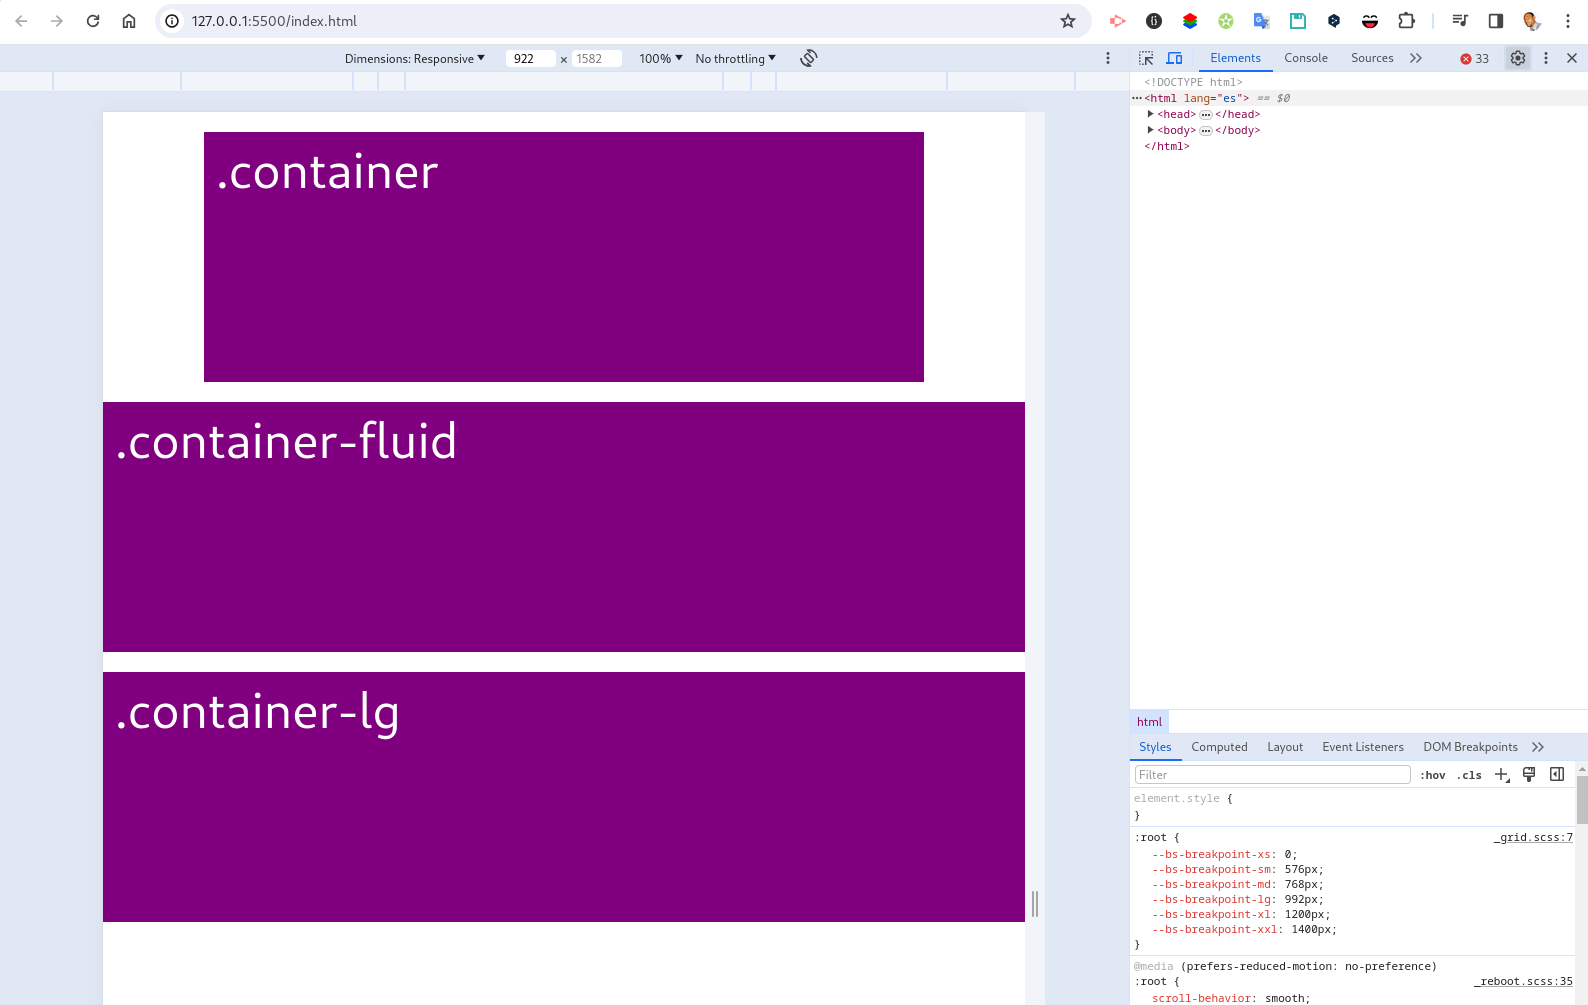 127.0.0.1:5500/index.html
Dimensions: Responsive 922 × 1582 100% No throttling
Elements Console Sources 33
<!DOCTYPE html>
<html lang="es"> == $0
<head> </head>
<body> </body>
</html>
.container
.container-fluid
.container-lg
html
Styles Computed Layout Event Listeners DOM Breakpoints
Filter :hov .cls
element.style {
}
:root { _grid.scss:7
--bs-breakpoint-xs: 0;
--bs-breakpoint-sm: 576px;
--bs-breakpoint-md: 768px;
--bs-breakpoint-lg: 992px;
--bs-breakpoint-xl: 1200px;
--bs-breakpoint-xxl: 1400px;
}
@media (prefers-reduced-motion: no-preference)
:root { _reboot.scss:35
scroll-behavior: smooth;